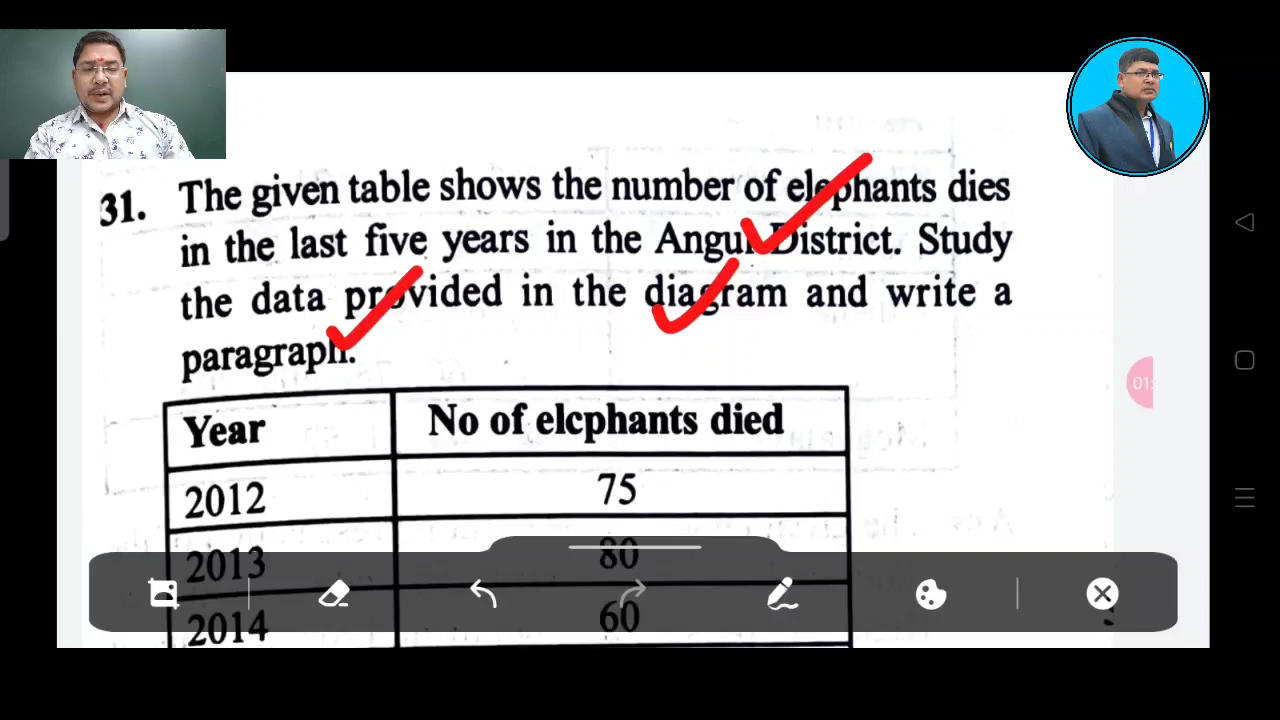 31. The given table shows the number of elephants dies
in the last five years in the Angul District. Study
the data provided in the diagram and write a
paragraph.
Year No of elephants died
2012 75
2013 80
2014 60
01: